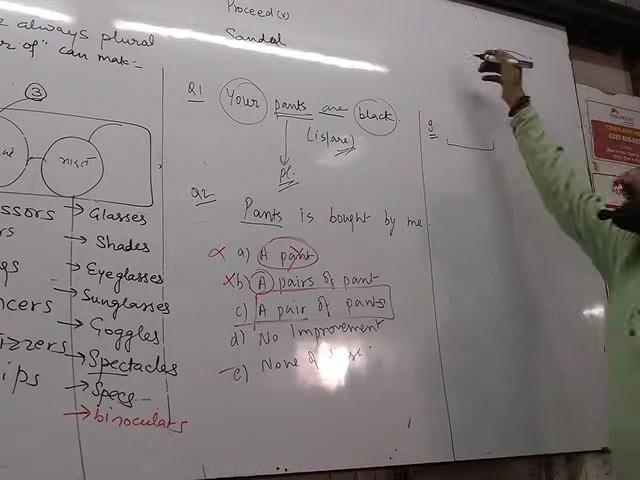 Proceed(v)
Sandal
always plural
of" can make:-
3
भारत
Glasses
Shades
Eyeglasses
Sunglasses
Goggles
Spectacles
Specs
binoculars
Q1 Your pants are black.
(is/are)
pl.
Q2
Pants is bought by me.
a) A pant
b) A pairs of pant
c) A pair of pants
d) No Improvement
e) None of
g.